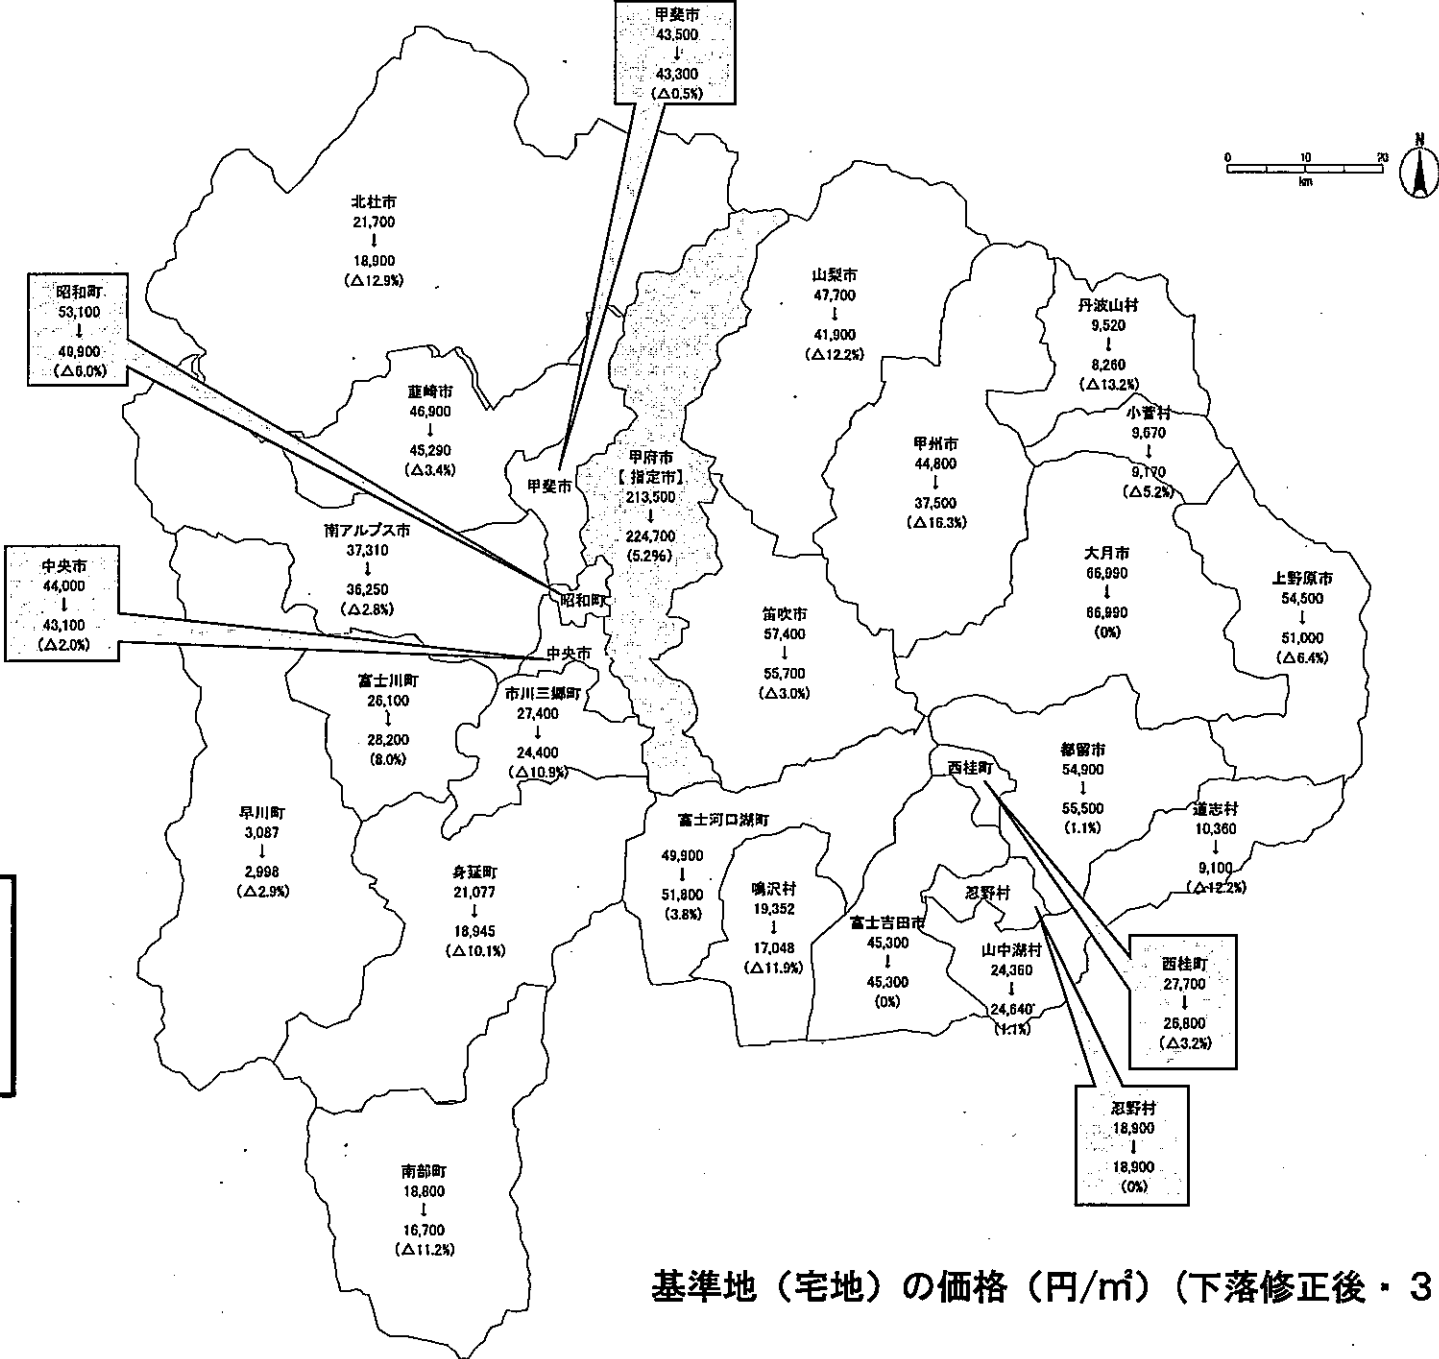 甲斐市
43,500
↓
43,300
(△0.5%)
N
0 10 20
km
北杜市
21,700
↓
18,900
(△12.9%)
昭和町
53,100
↓
49,900
(△6.0%)
韮崎市
46,900
↓
45,290
(△3.4%)
甲斐市
甲府市
【指定市】
213,500
↓
224,700
(5.2%)
山梨市
47,700
↓
41,900
(△12.2%)
丹波山村
9,520
↓
8,260
(△13.2%)
小菅村
9,670
↓
9,170
(△5.2%)
甲州市
44,800
↓
37,500
(△16.3%)
南アルプス市
37,310
↓
36,250
(△2.8%)
中央市
44,000
↓
43,100
(△2.0%)
昭和町
中央市
笛吹市
57,400
↓
55,700
(△3.0%)
大月市
66,990
↓
66,990
(0%)
上野原市
54,500
↓
51,000
(△6.4%)
富士川町
26,100
↓
28,200
(8.0%)
市川三郷町
27,400
↓
24,400
(△10.9%)
西桂町
都留市
54,900
↓
55,500
(1.1%)
道志村
10,360
↓
9,100
(△12.2%)
早川町
3,087
↓
2,998
(△2.9%)
身延町
21,077
↓
18,945
(△10.1%)
富士河口湖町
49,900
↓
51,800
(3.8%)
鳴沢村
19,352
↓
17,048
(△11.9%)
富士吉田市
45,300
↓
45,300
(0%)
忍野村
山中湖村
24,360
↓
24,640
(1.1%)
西桂町
27,700
↓
26,800
(△3.2%)
忍野村
18,900
↓
18,900
(0%)
南部町
18,800
↓
16,700
(△11.2%)
基準地（宅地）の価格（円/㎡）（下落修正後・３